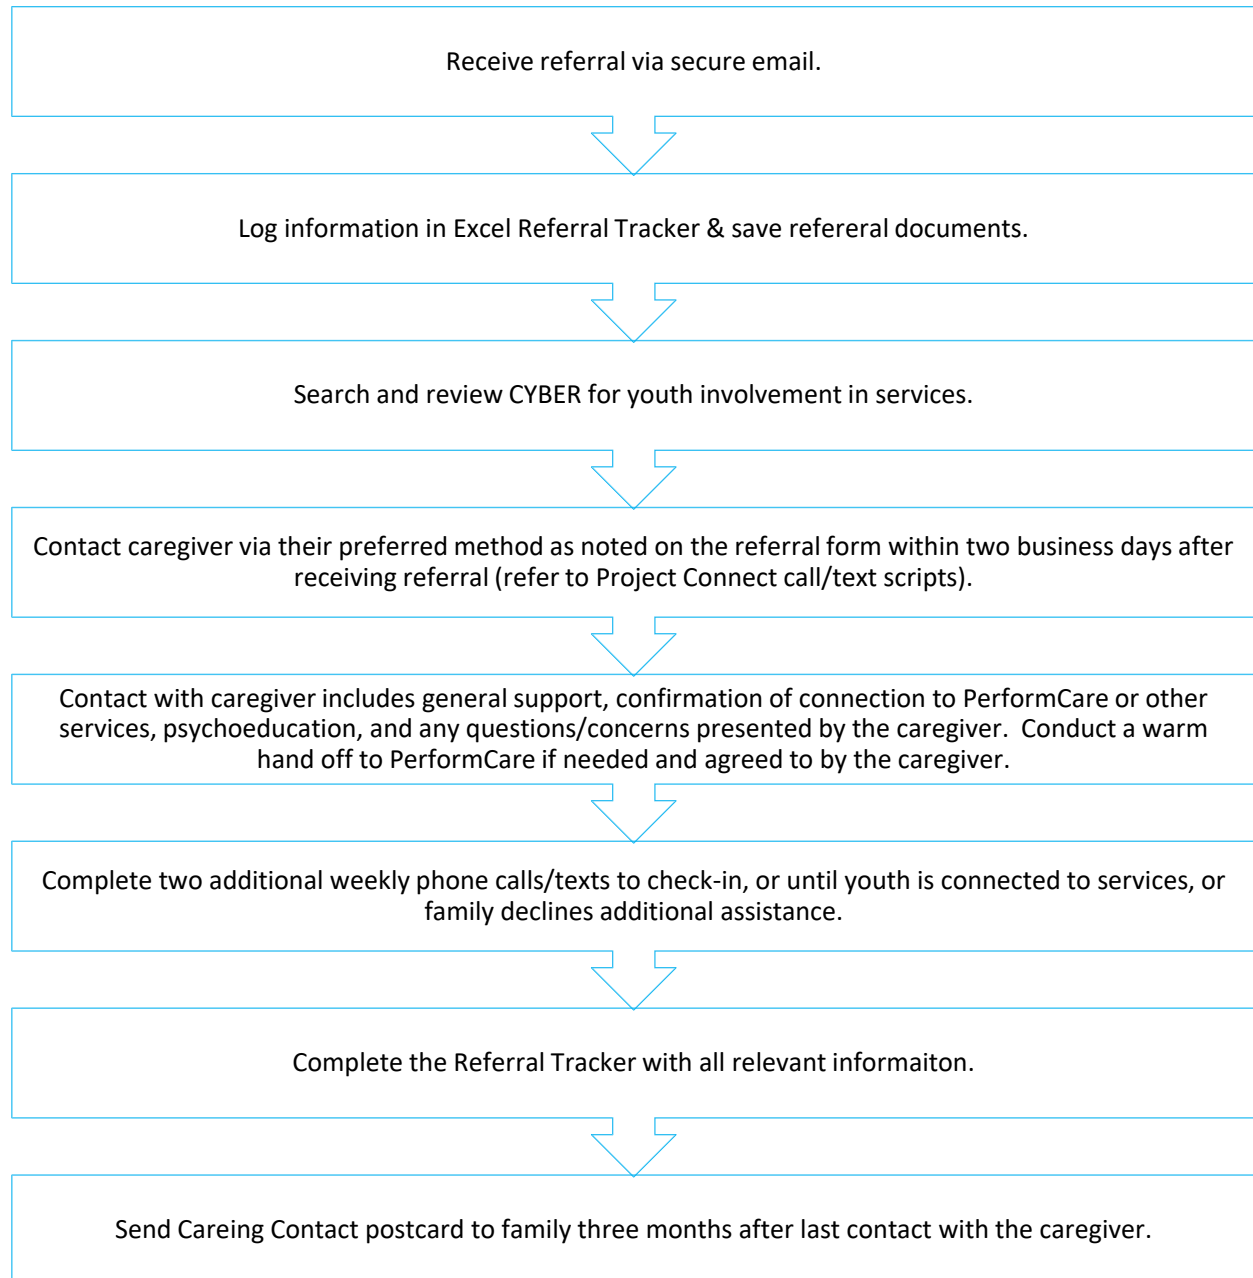 Receive referral via secure email.
Log information in Excel Referral Tracker & save refereral documents.
Search and review CYBER for youth involvement in services.
Contact caregiver via their preferred method as noted on the referral form within two business days after
receiving referral (refer to Project Connect call/text scripts).
Contact with caregiver includes general support, confirmation of connection to PerformCare or other
services, psychoeducation, and any questions/concerns presented by the caregiver.  Conduct a warm
hand off to PerformCare if needed and agreed to by the caregiver.
Complete two additional weekly phone calls/texts to check-in, or until youth is connected to services, or
family declines additional assistance.
Complete the Referral Tracker with all relevant informaiton.
Send Careing Contact postcard to family three months after last contact with the caregiver.